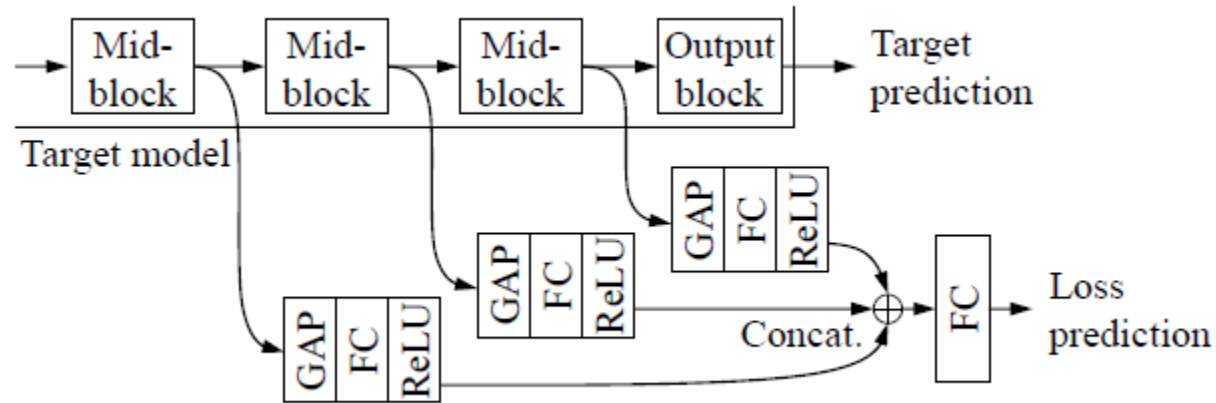 Mid-
block
Mid-
block
Mid-
block
Output
block
Target
prediction
Target model
GAP
FC
ReLU
GAP
FC
ReLU
GAP
FC
ReLU
Concat.
FC
Loss
prediction